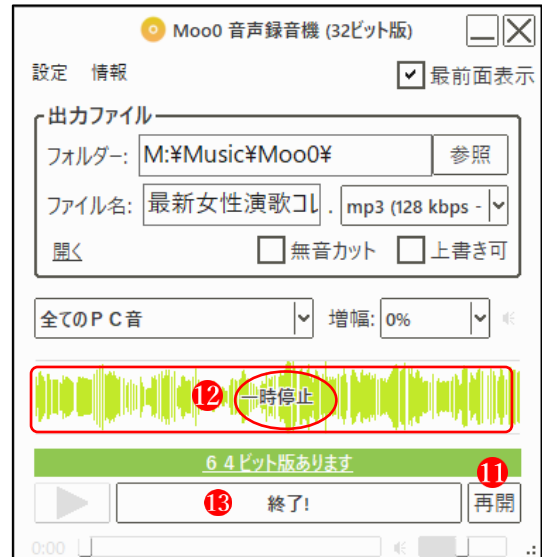 Moo0 音声録音機 (32ビット版)
設定 情報
最前面表示
出力ファイル
フォルダー: M:¥Music¥Moo0¥ 参照
ファイル名: 最新女性演歌コレ . mp3 (128 kbps -
開く 無音カット 上書き可
全てのPC音 増幅: 0%
⓬ 一時停止
64ビット版あります
⓫
⓭ 終了! 再開
0:00